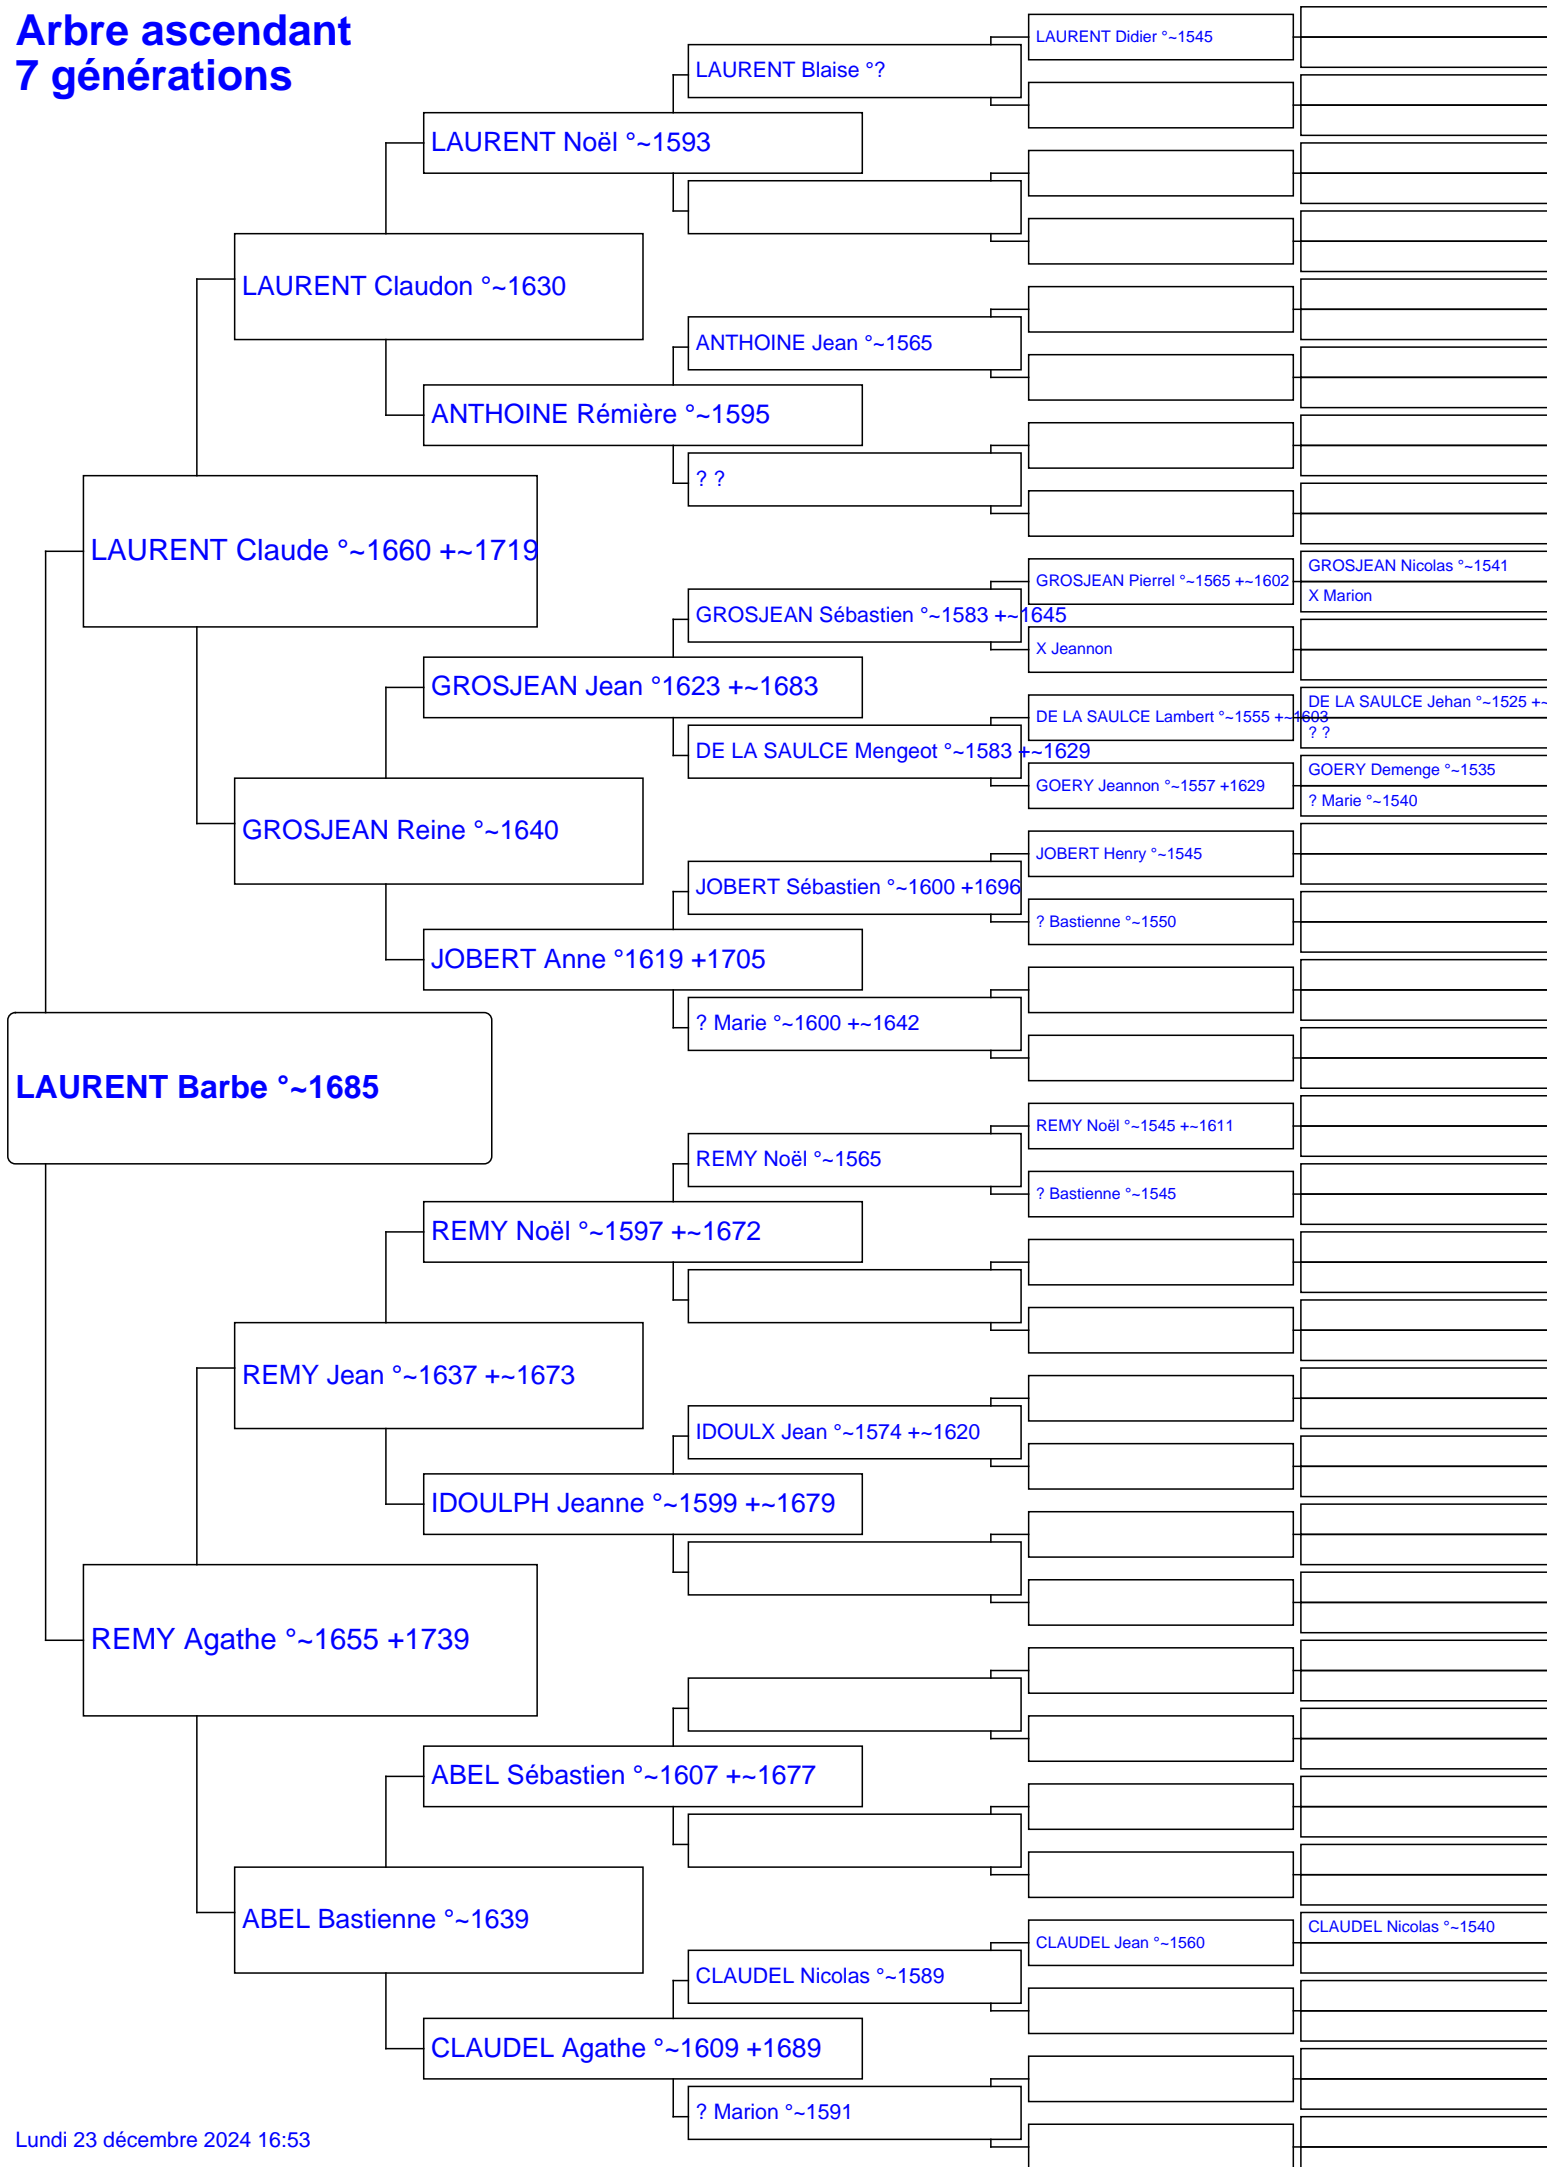 Arbre ascendant
7 générations
LAURENT Didier °~1545
LAURENT Blaise °?
LAURENT Noël °~1593
LAURENT Claudon °~1630
ANTHOINE Jean °~1565
ANTHOINE Rémière °~1595
? ?
LAURENT Claude °~1660 +~1719
GROSJEAN Nicolas °~1541
GROSJEAN Pierrel °~1565 +~1602
X Marion
GROSJEAN Sébastien °~1583 +~1645
X Jeannon
GROSJEAN Jean °1623 +~1683
DE LA SAULCE Jehan °~1525 +~
DE LA SAULCE Lambert °~1555 +~1603
? ?
DE LA SAULCE Mengeot °~1583 +~1629
GOERY Demenge °~1535
GOERY Jeannon °~1557 +1629
? Marie °~1540
GROSJEAN Reine °~1640
JOBERT Henry °~1545
JOBERT Sébastien °~1600 +1696
? Bastienne °~1550
JOBERT Anne °1619 +1705
? Marie °~1600 +~1642
LAURENT Barbe °~1685
REMY Noël °~1545 +~1611
REMY Noël °~1565
? Bastienne °~1545
REMY Noël °~1597 +~1672
REMY Jean °~1637 +~1673
IDOULX Jean °~1574 +~1620
IDOULPH Jeanne °~1599 +~1679
REMY Agathe °~1655 +1739
ABEL Sébastien °~1607 +~1677
ABEL Bastienne °~1639
CLAUDEL Nicolas °~1540
CLAUDEL Jean °~1560
CLAUDEL Nicolas °~1589
CLAUDEL Agathe °~1609 +1689
? Marion °~1591
Lundi 23 décembre 2024 16:53